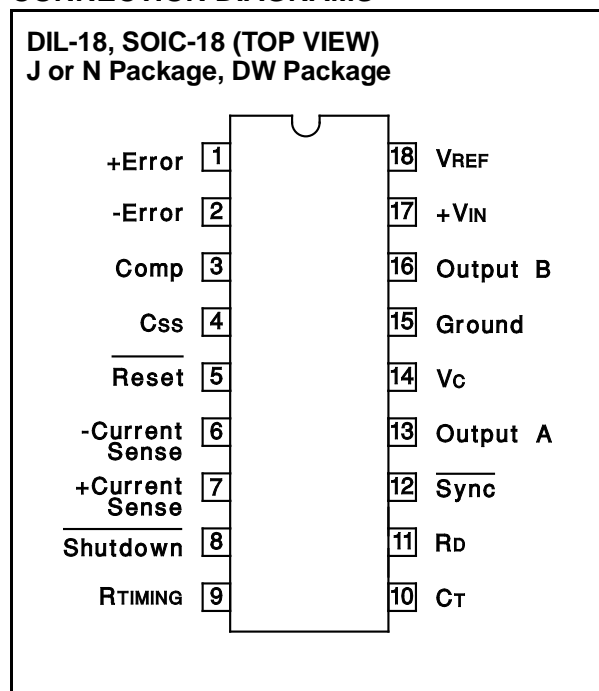 DIL-18, SOIC-18 (TOP VIEW)
J or N Package, DW Package
+Error 1 18 VREF
-Error 2 17 +VIN
Comp 3 16 Output B
Css 4 15 Ground
Reset 5 14 VC
-Current Sense 6 13 Output A
+Current Sense 7 12 Sync
Shutdown 8 11 RD
RTIMING 9 10 CT